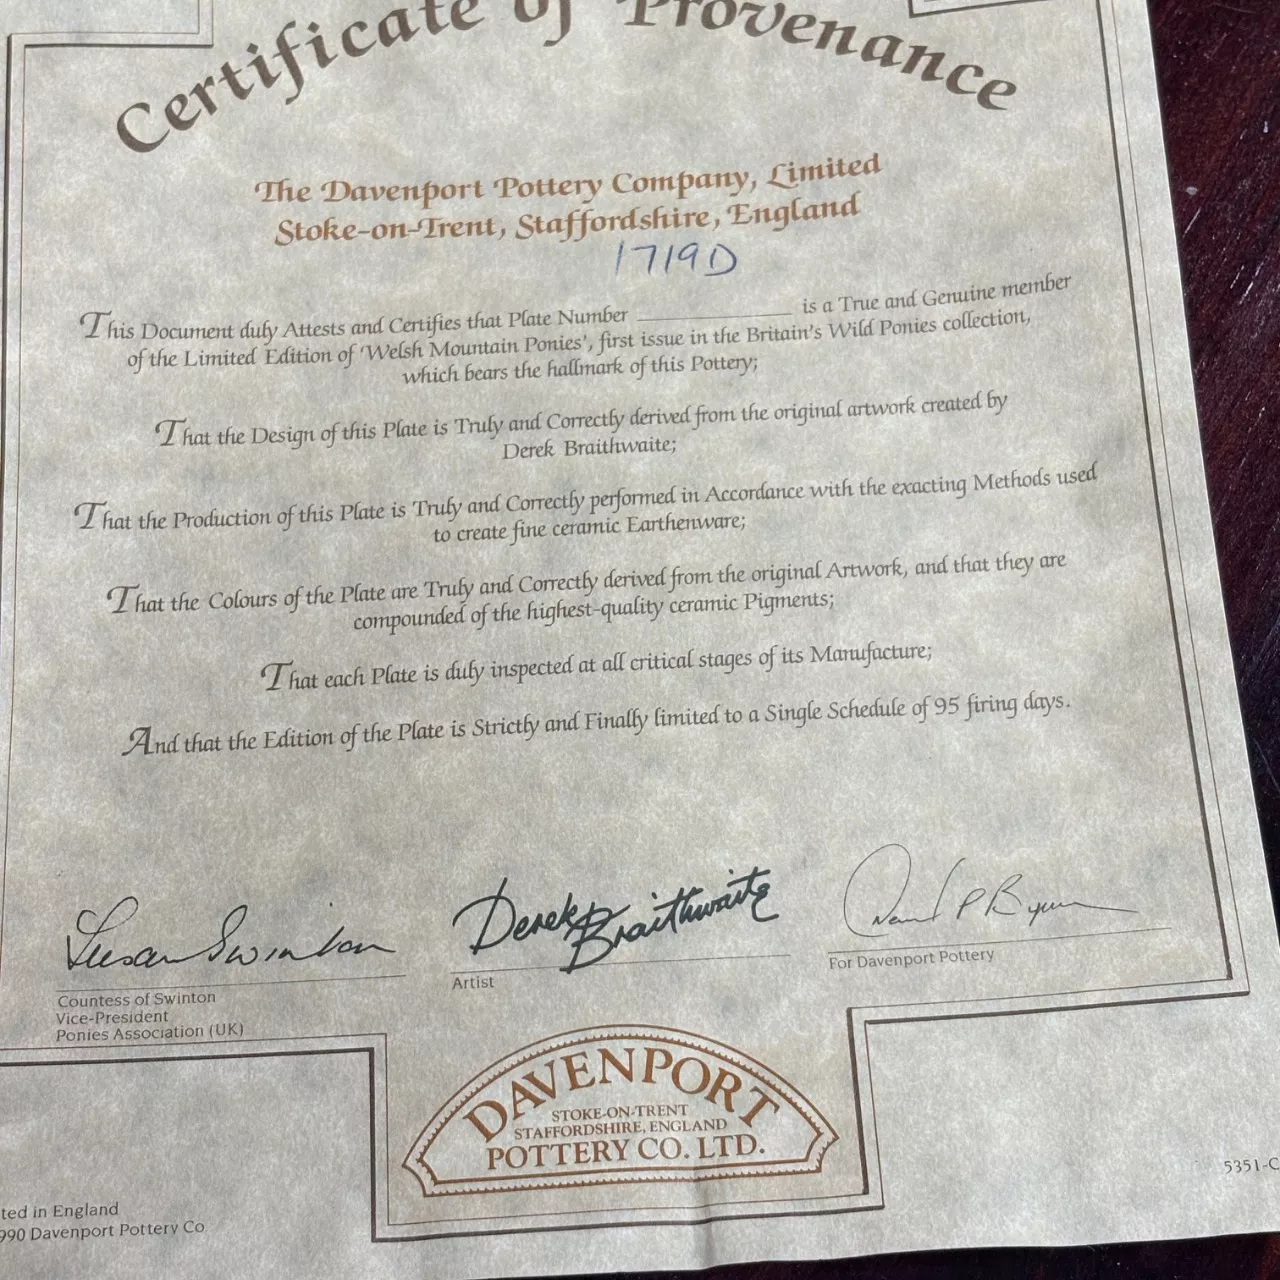 Certificate of Provenance
The Davenport Pottery Company, Limited
Stoke-on-Trent, Staffordshire, England
1719D
This Document duly Attests and Certifies that Plate Number ____________ is a True and Genuine member
of the Limited Edition of 'Welsh Mountain Ponies', first issue in the Britain's Wild Ponies collection,
which bears the hallmark of this Pottery;
That the Design of this Plate is Truly and Correctly derived from the original artwork created by
Derek Braithwaite;
That the Production of this Plate is Truly and Correctly performed in Accordance with the exacting Methods used
to create fine ceramic Earthenware;
That the Colours of the Plate are Truly and Correctly derived from the original Artwork, and that they are
compounded of the highest-quality ceramic Pigments;
That each Plate is duly inspected at all critical stages of its Manufacture;
And that the Edition of the Plate is Strictly and Finally limited to a Single Schedule of 95 firing days.
Susan Swinton
Countess of Swinton
Vice-President
Ponies Association (UK)
Derek Braithwaite
Artist
P Byrne
For Davenport Pottery
DAVENPORT
STOKE-ON-TRENT
STAFFORDSHIRE, ENGLAND
POTTERY CO. LTD.
ted in England
990 Davenport Pottery Co
5351-C